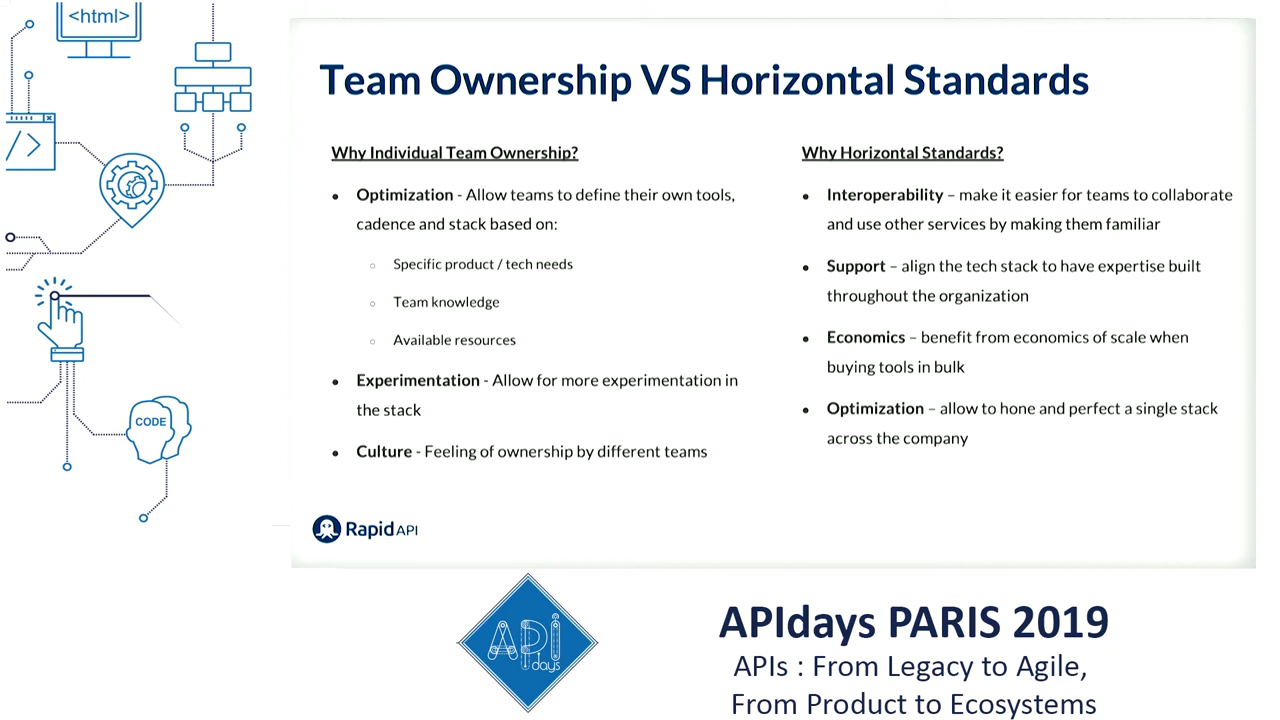 <html>
Team Ownership VS Horizontal Standards
Why Individual Team Ownership?
• Optimization - Allow teams to define their own tools,
cadence and stack based on:
○ Specific product / tech needs
○ Team knowledge
○ Available resources
• Experimentation - Allow for more experimentation in
the stack
• Culture - Feeling of ownership by different teams
Why Horizontal Standards?
• Interoperability – make it easier for teams to collaborate
and use other services by making them familiar
• Support – align the tech stack to have expertise built
throughout the organization
• Economics – benefit from economics of scale when
buying tools in bulk
• Optimization – allow to hone and perfect a single stack
across the company
/>
CODE
Rapid API
API
days
APIdays PARIS 2019
APIs : From Legacy to Agile,
From Product to Ecosystems